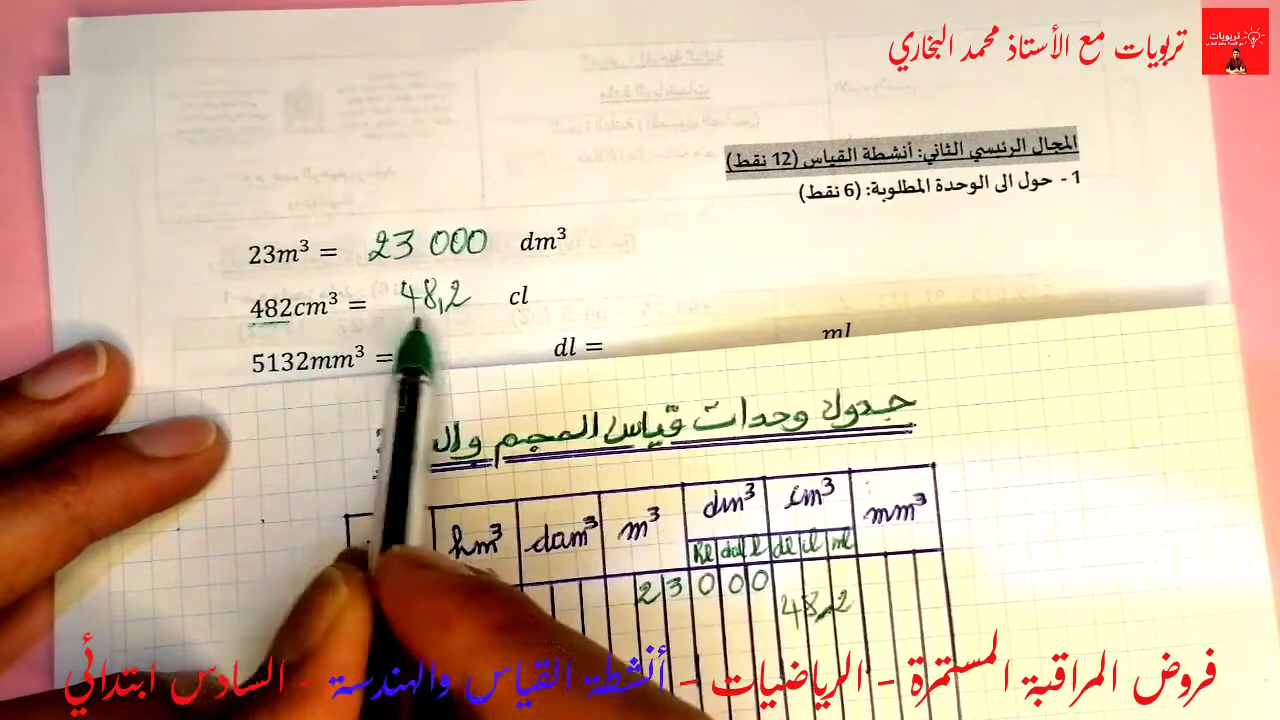 تربويات مع الأستاذ محمد البخاري
تربويات
المجال الرئيسي الثاني: أنشطة القياس (12 نقط)
1 - حول الى الوحدة المطلوبة: (6 نقط)
23m³ = 23 000 dm³
482cm³ = 48,2 cl
5132mm³ = dl = ml
جدول وحدات قياس الحجم
hm³ dam³ m³ dm³ cm³ mm³
hl dal l dl cl ml
2 3 0 0 0
48,2
فروض المراقبة المستمرة - الرياضيات - أنشطة القياس والهندسة - السادس ابتدائي